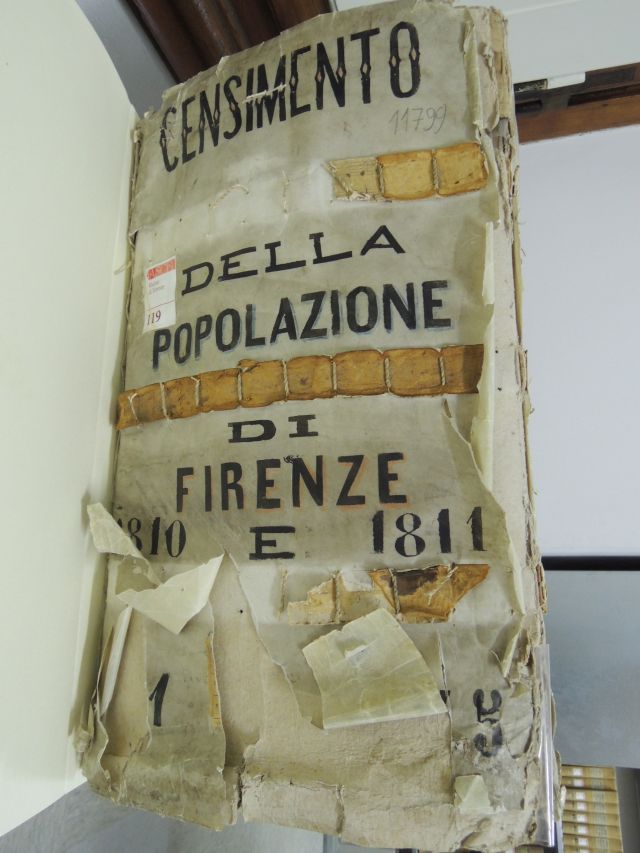 CENSIMENTO
11799
DELLA
119
POPOLAZIONE
DI
FIRENZE
1810 E 1811
1